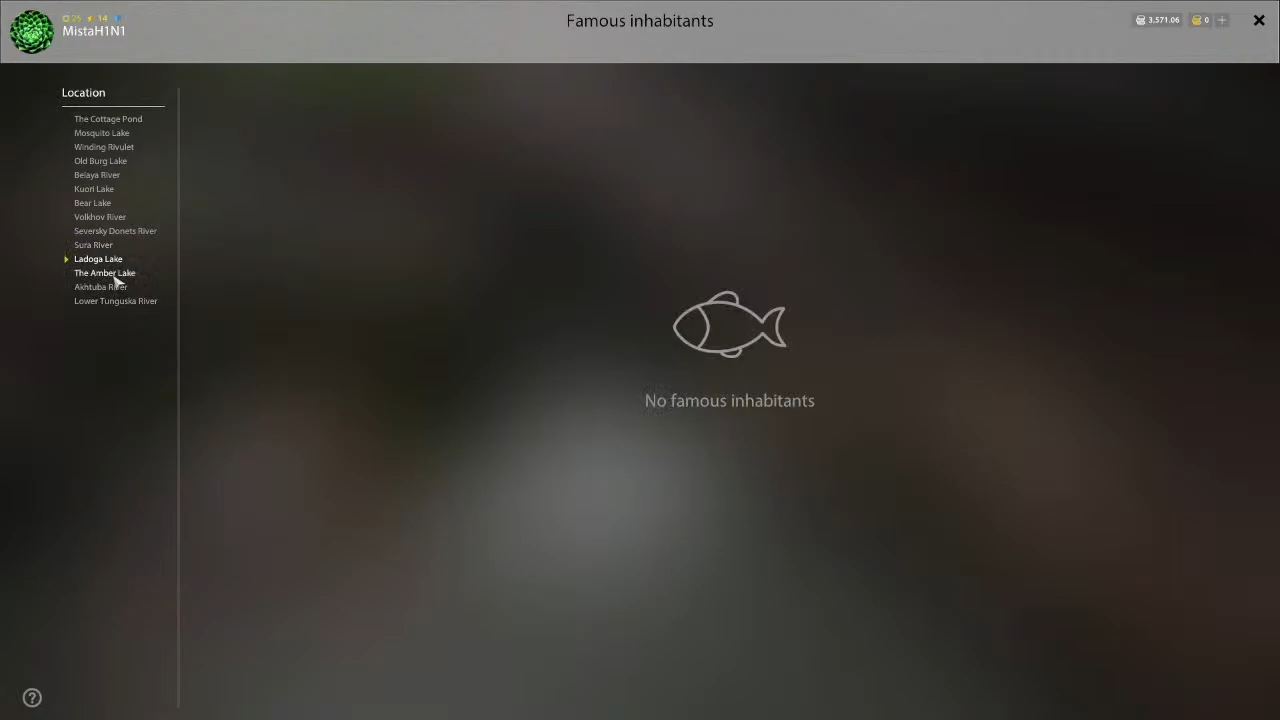 25 14
MistaH1N1
Famous inhabitants
3,571.06
0
Location
The Cottage Pond
Mosquito Lake
Winding Rivulet
Old Burg Lake
Belaya River
Kuori Lake
Bear Lake
Volkhov River
Seversky Donets River
Sura River
Ladoga Lake
The Amber Lake
Akhtuba River
Lower Tunguska River
No famous inhabitants
?